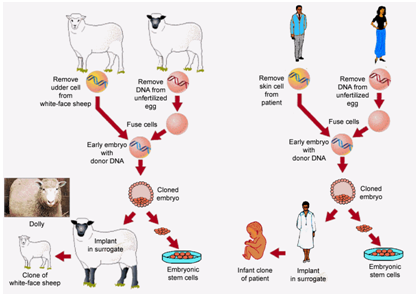 Remove
udder cell
from
white-face sheep
Remove
DNA from
unfertilized
egg
Fuse cells
Early embryo
with
donor DNA
Cloned
embryo
Dolly
Implant
in surrogate
Clone of
white-face sheep
Embryonic
stem cells
Remove
skin cell
from
patient
Remove
DNA from
unfertilized
egg
Fuse cells
Early embryo
with
donor DNA
Cloned
embryo
Infant clone
of patient
Implant
in surrogate
Embryonic
stem cells